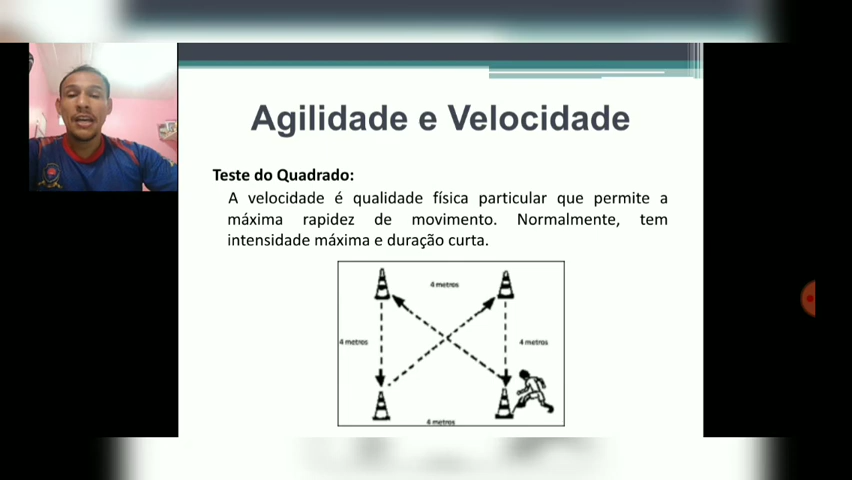 Agilidade e Velocidade
Teste do Quadrado:
A velocidade é qualidade física particular que permite a
máxima rapidez de movimento. Normalmente, tem
intensidade máxima e duração curta.
4 metros
4 metros
4 metros
4 metros